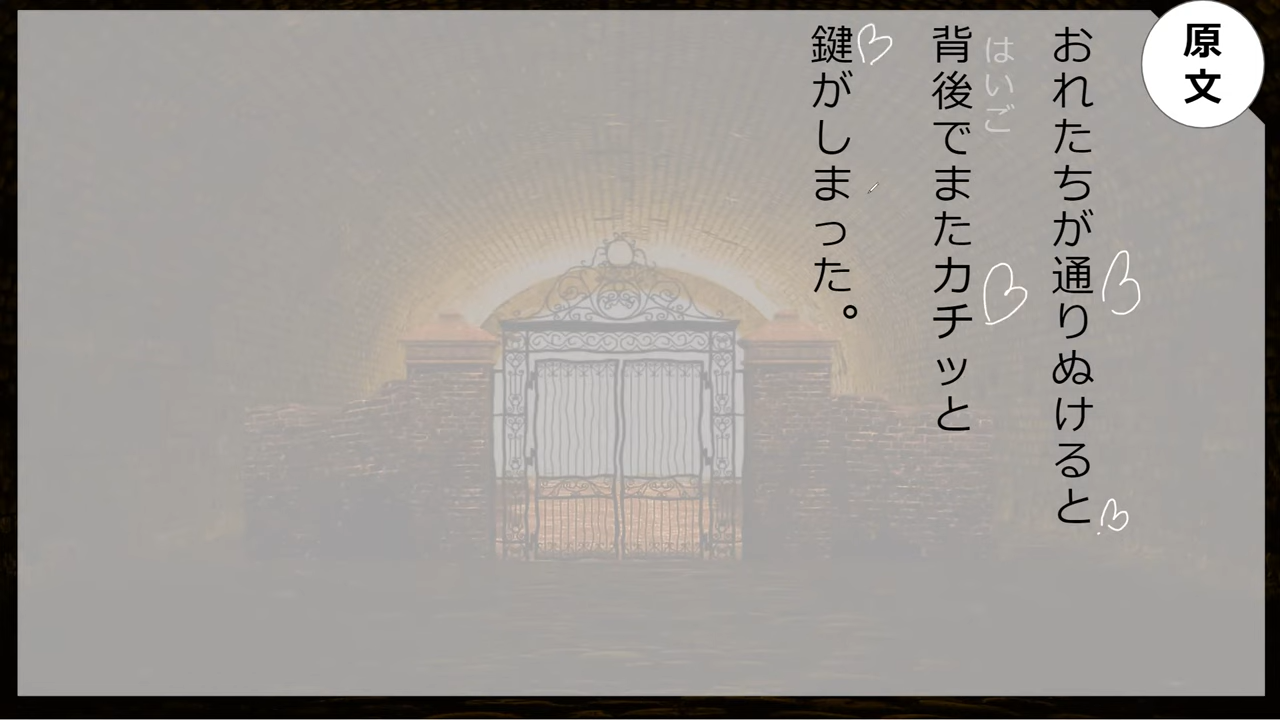 原文
おれたちが通りぬけると
はいご
背後でまたカチッと
鍵がしまった。